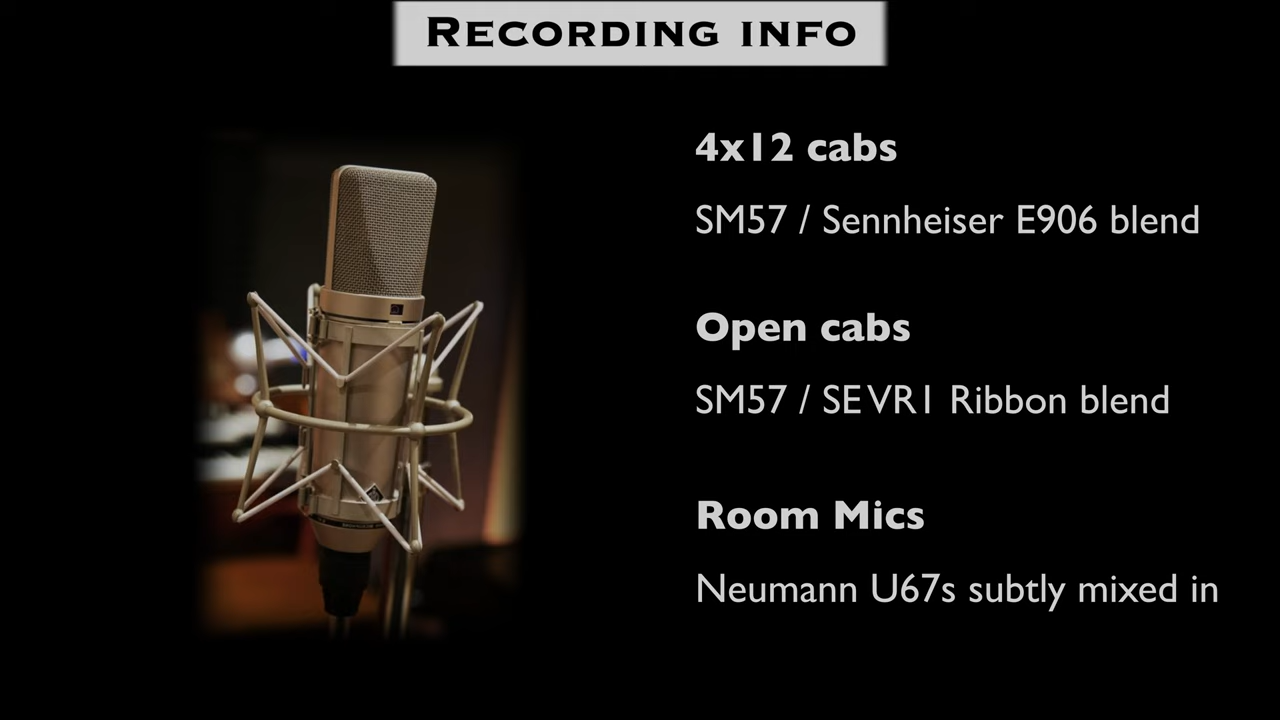 RECORDING INFO
4x12 cabs
SM57 / Sennheiser E906 blend
Open cabs
SM57 / SE VR1 Ribbon blend
Room Mics
Neumann U67s subtly mixed in